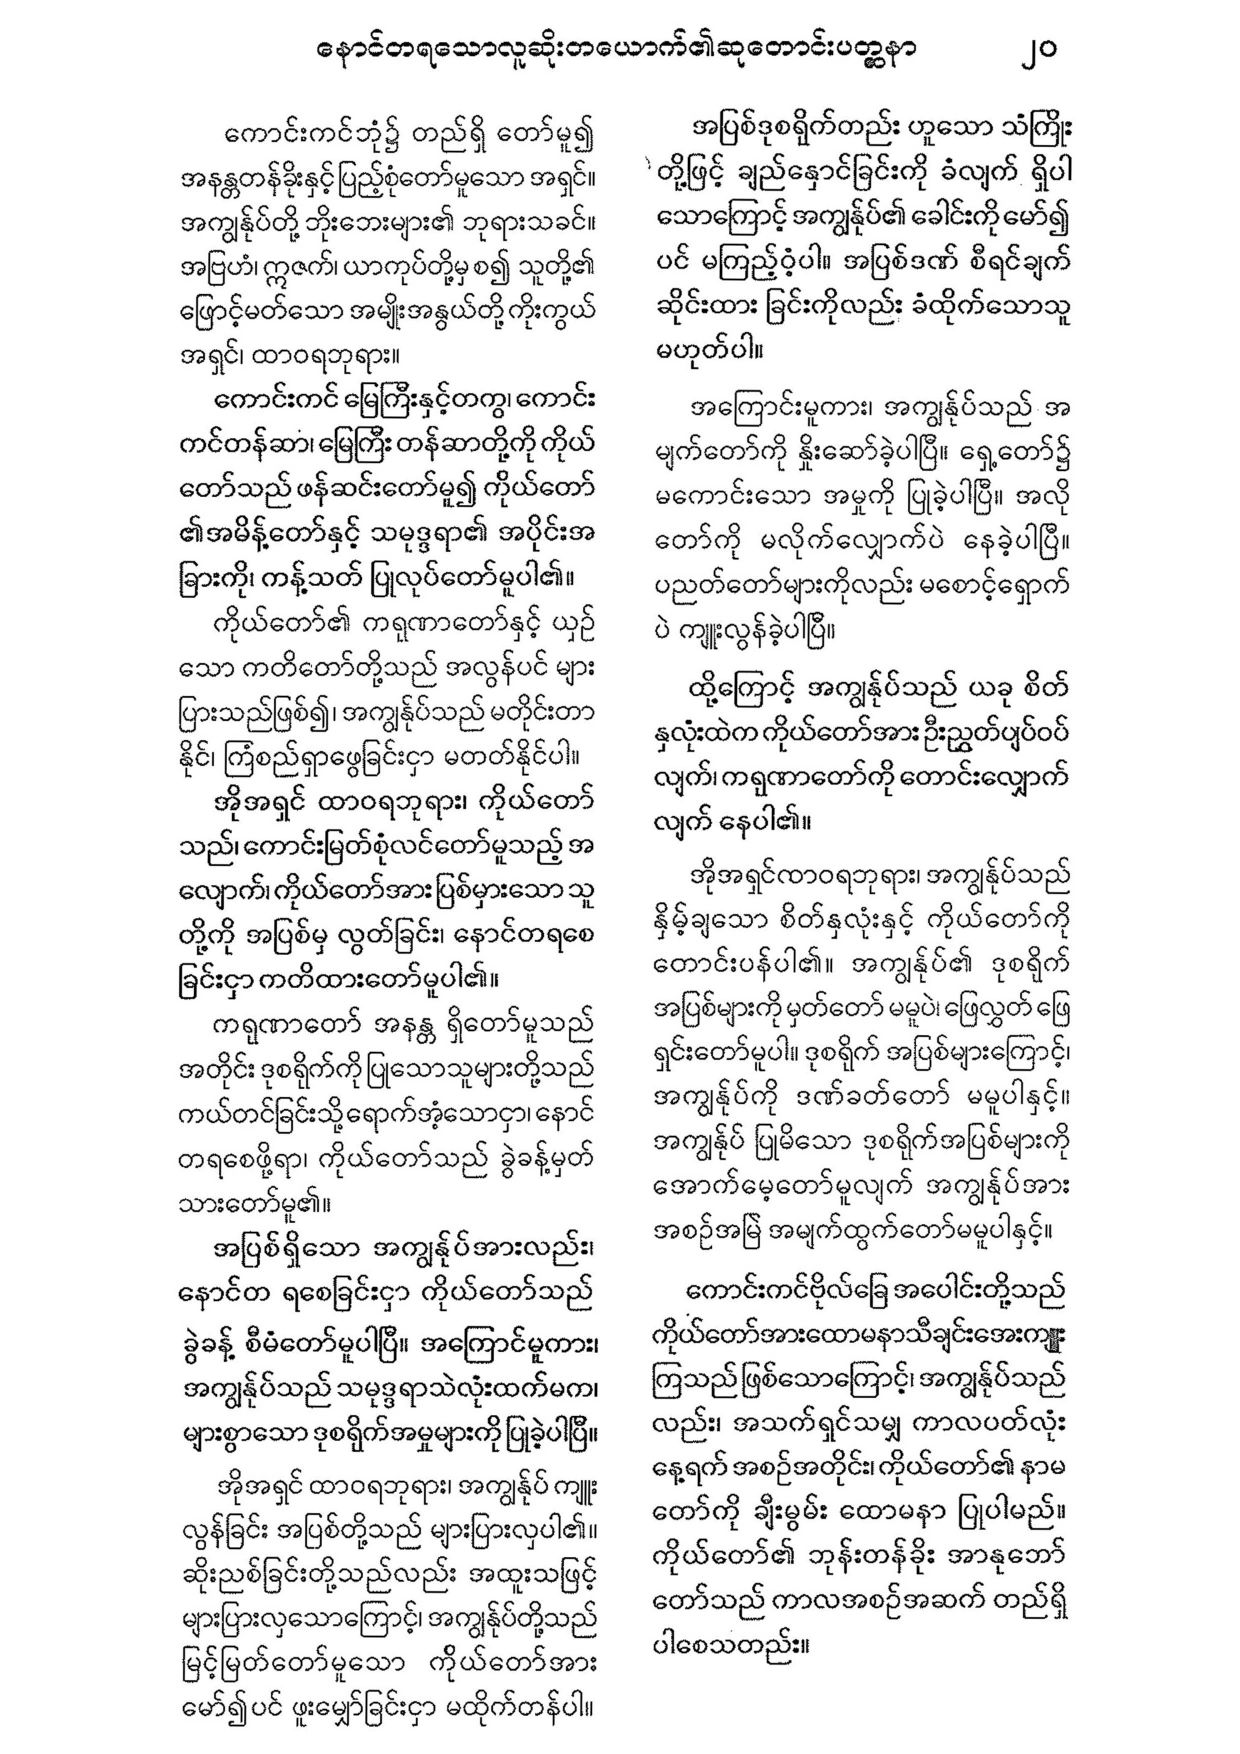 နောင်တရသောလူဆိုးတယောက်၏ဆုတောင်းပတ္ထနာ ၂၀
ကောင်းကင်ဘုံ၌ တည်ရှိ တော်မူ၍
အနန္တတန်ခိုးနှင့်ပြည့်စုံတော်မူသော အရှင်။
အကျွန်ုပ်တို့ ဘိုးဘေးများ၏ ဘုရားသခင်။
အဗြဟံ၊ ဣဇက်၊ ယာကုပ်တို့မှစ၍ သူတို့၏
ဖြောင့်မတ်သော အမျိုးအနွယ်တို့ ကိုးကွယ်
အရှင်၊ ထာဝရဘုရား။
ကောင်းကင် မြေကြီးနှင့်တကွ၊ ကောင်း
ကင်တန်ဆာ၊ မြေကြီး တန်ဆာတို့ကို ကိုယ်
တော်သည် ဖန်ဆင်းတော်မူ၍ ကိုယ်တော်
၏အမိန့်တော်နှင့် သမုဒ္ဒရာ၏ အပိုင်းအ
ခြားကို၊ ကန့်သတ် ပြုလုပ်တော်မူပါ၏။
ကိုယ်တော်၏ ကရုဏာတော်နှင့် ယှဉ်
သော ကတိတော်တို့သည် အလွန်ပင် များ
ပြားသည်ဖြစ်၍၊ အကျွန်ုပ်သည် မတိုင်းတာ
နိုင်၊ ကြံစည်ရှာဖွေခြင်းငှာ မတတ်နိုင်ပါ။
အိုအရှင် ထာဝရဘုရား၊ ကိုယ်တော်
သည်၊ ကောင်းမြတ်စုံလင်တော်မူသည့် အ
လျောက်၊ ကိုယ်တော်အား ပြစ်မှားသော သူ
တို့ကို အပြစ်မှ လွတ်ခြင်း၊ နောင်တရစေ
ခြင်းငှာ ကတိထားတော်မူပါ၏။
ကရုဏာတော် အနန္တ ရှိတော်မူသည်
အတိုင်း ဒုစရိုက်ကို ပြုသောသူများတို့သည်
ကယ်တင်ခြင်းသို့ ရောက်အံ့သောငှာ၊ နောင်
တရစေဖို့ရာ၊ ကိုယ်တော်သည် ခွဲခန့်မှတ်
သားတော်မူ၏။
အပြစ်ရှိသော အကျွန်ုပ်အားလည်း၊
နောင်တ ရစေခြင်းငှာ ကိုယ်တော်သည်
ခွဲခန့် စီမံတော်မူပါပြီ။ အကြောင်မူကား၊
အကျွန်ုပ်သည် သမုဒ္ဒရာသဲလုံးထက်မက၊
များစွာသော ဒုစရိုက်အမှုများကို ပြုခဲ့ပါပြီ။
အိုအရှင် ထာဝရဘုရား၊ အကျွန်ုပ် ကျူး
လွန်ခြင်း အပြစ်တို့သည် များပြားလှပါ၏။
ဆိုးညစ်ခြင်းတို့သည်လည်း အထူးသဖြင့်
များပြားလှသောကြောင့်၊ အကျွန်ုပ်တို့သည်
မြင့်မြတ်တော်မူသော ကိုယ်တော်အား
မော်၍ပင် ဖူးမျှော်ခြင်းငှာ မထိုက်တန်ပါ။
အပြစ်ဒုစရိုက်တည်း ဟူသော သံကြိုး
တို့ဖြင့် ချည်နှောင်ခြင်းကို ခံလျက် ရှိပါ
သောကြောင့် အကျွန်ုပ်၏ ခေါင်းကို မော်၍
ပင် မကြည့်ဝံ့ပါ။ အပြစ်ဒဏ် စီရင်ချက်
ဆိုင်းထား ခြင်းကိုလည်း ခံထိုက်သောသူ
မဟုတ်ပါ။
အကြောင်းမူကား၊ အကျွန်ုပ်သည် အ
မျက်တော်ကို နှိုးဆော်ခဲ့ပါပြီ။ ရှေ့တော်၌
မကောင်းသော အမှုကို ပြုခဲ့ပါပြီ။ အလို
တော်ကို မလိုက်လျှောက်ပဲ နေခဲ့ပါပြီ။
ပညတ်တော်များကိုလည်း မစောင့်ရှောက်
ပဲ ကျူးလွန်ခဲ့ပါပြီ။
ထို့ကြောင့် အကျွန်ုပ်သည် ယခု စိတ်
နှလုံးထဲက ကိုယ်တော်အား ဦးညွှတ်ပျပ်ဝပ်
လျက်၊ ကရုဏာတော်ကို တောင်းလျှောက်
လျက် နေပါ၏။
အိုအရှင်ထာဝရဘုရား၊ အကျွန်ုပ်သည်
နှိမ့်ချသော စိတ်နှလုံးနှင့် ကိုယ်တော်ကို
တောင်းပန်ပါ၏။ အကျွန်ုပ်၏ ဒုစရိုက်
အပြစ်များကို မှတ်တော် မမူပဲ၊ ဖြေလွှတ် ဖြေ
ရှင်းတော်မူပါ။ ဒုစရိုက် အပြစ်များကြောင့်၊
အကျွန်ုပ်ကို ဒဏ်ခတ်တော် မမူပါနှင့်။
အကျွန်ုပ် ပြုမိသော ဒုစရိုက်အပြစ်များကို
အောက်မေ့တော်မူလျက် အကျွန်ုပ်အား
အစဉ်အမြဲ အမျက်ထွက်တော်မမူပါနှင့်။
ကောင်းကင်ဗိုလ်ခြေ အပေါင်းတို့သည်
ကိုယ်တော်အားထောမနာသီချင်းအေးကျူး
ကြသည် ဖြစ်သောကြောင့်၊ အကျွန်ုပ်သည်
လည်း၊ အသက်ရှင်သမျှ ကာလပတ်လုံး
နေ့ရက် အစဉ်အတိုင်း၊ ကိုယ်တော်၏ နာမ
တော်ကို ချီးမွမ်း ထောမနာ ပြုပါမည်။
ကိုယ်တော်၏ ဘုန်းတန်ခိုး အာနုဘော်
တော်သည် ကာလအစဉ်အဆက် တည်ရှိ
ပါစေသတည်း။